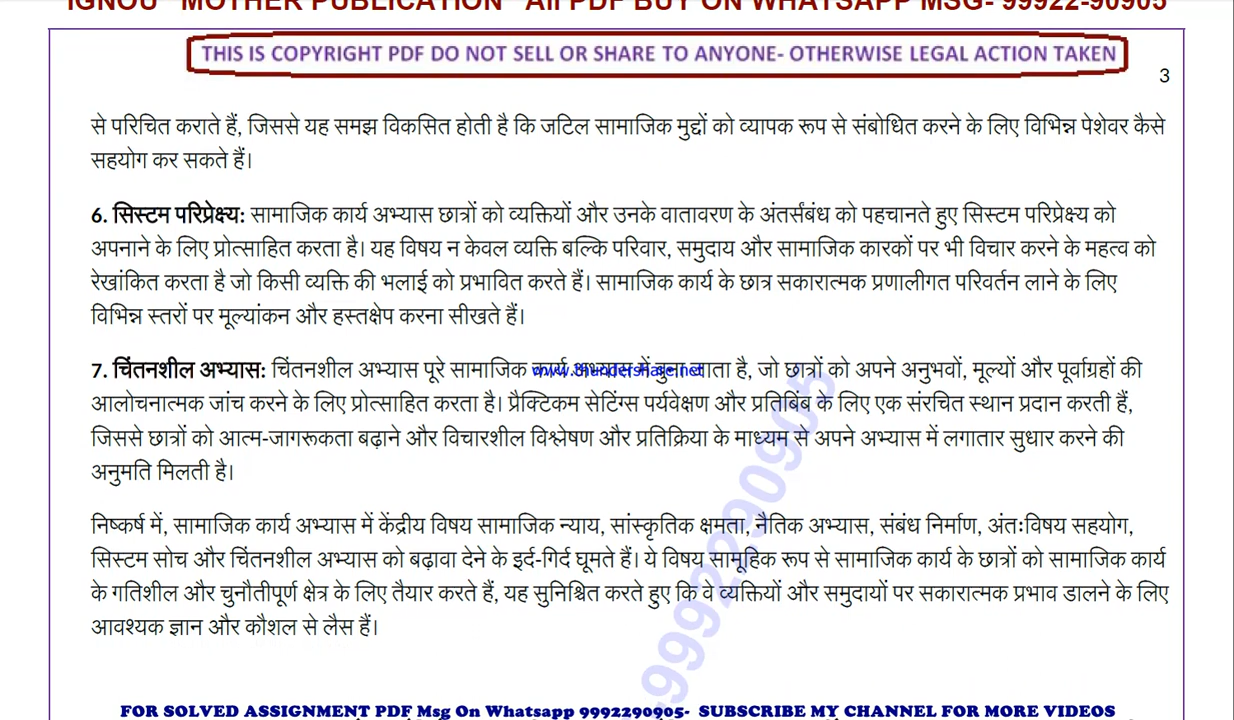 IGNOU "MOTHER PUBLICATION" All PDF BUY ON WHATSAPP MSG- 99922-90905
THIS IS COPYRIGHT PDF DO NOT SELL OR SHARE TO ANYONE- OTHERWISE LEGAL ACTION TAKEN
3
से परिचित कराते हैं, जिससे यह समझ विकसित होती है कि जटिल सामाजिक मुद्दों को व्यापक रूप से संबोधित करने के लिए विभिन्न पेशेवर कैसे
सहयोग कर सकते हैं।
6. सिस्टम परिप्रेक्ष्य: सामाजिक कार्य अभ्यास छात्रों को व्यक्तियों और उनके वातावरण के अंतर्संबंध को पहचानते हुए सिस्टम परिप्रेक्ष्य को
अपनाने के लिए प्रोत्साहित करता है। यह विषय न केवल व्यक्ति बल्कि परिवार, समुदाय और सामाजिक कारकों पर भी विचार करने के महत्व को
रेखांकित करता है जो किसी व्यक्ति की भलाई को प्रभावित करते हैं। सामाजिक कार्य के छात्र सकारात्मक प्रणालीगत परिवर्तन लाने के लिए
विभिन्न स्तरों पर मूल्यांकन और हस्तक्षेप करना सीखते हैं।
7. चिंतनशील अभ्यास: चिंतनशील अभ्यास पूरे सामाजिक कार्य अभ्यास में बुना जाता है, जो छात्रों को अपने अनुभवों, मूल्यों और पूर्वाग्रहों की
www.thundershare.net
आलोचनात्मक जांच करने के लिए प्रोत्साहित करता है। प्रैक्टिकम सेटिंग्स पर्यवेक्षण और प्रतिबिंब के लिए एक संरचित स्थान प्रदान करती हैं,
जिससे छात्रों को आत्म-जागरूकता बढ़ाने और विचारशील विश्लेषण और प्रतिक्रिया के माध्यम से अपने अभ्यास में लगातार सुधार करने की
अनुमति मिलती है।
निष्कर्ष में, सामाजिक कार्य अभ्यास में केंद्रीय विषय सामाजिक न्याय, सांस्कृतिक क्षमता, नैतिक अभ्यास, संबंध निर्माण, अंत:विषय सहयोग,
सिस्टम सोच और चिंतनशील अभ्यास को बढ़ावा देने के इर्द-गिर्द घूमते हैं। ये विषय सामूहिक रूप से सामाजिक कार्य के छात्रों को सामाजिक कार्य
के गतिशील और चुनौतीपूर्ण क्षेत्र के लिए तैयार करते हैं, यह सुनिश्चित करते हुए कि वे व्यक्तियों और समुदायों पर सकारात्मक प्रभाव डालने के लिए
आवश्यक ज्ञान और कौशल से लैस हैं।
9992290905
FOR SOLVED ASSIGNMENT PDF Msg On Whatsapp 9992290905- SUBSCRIBE MY CHANNEL FOR MORE VIDEOS